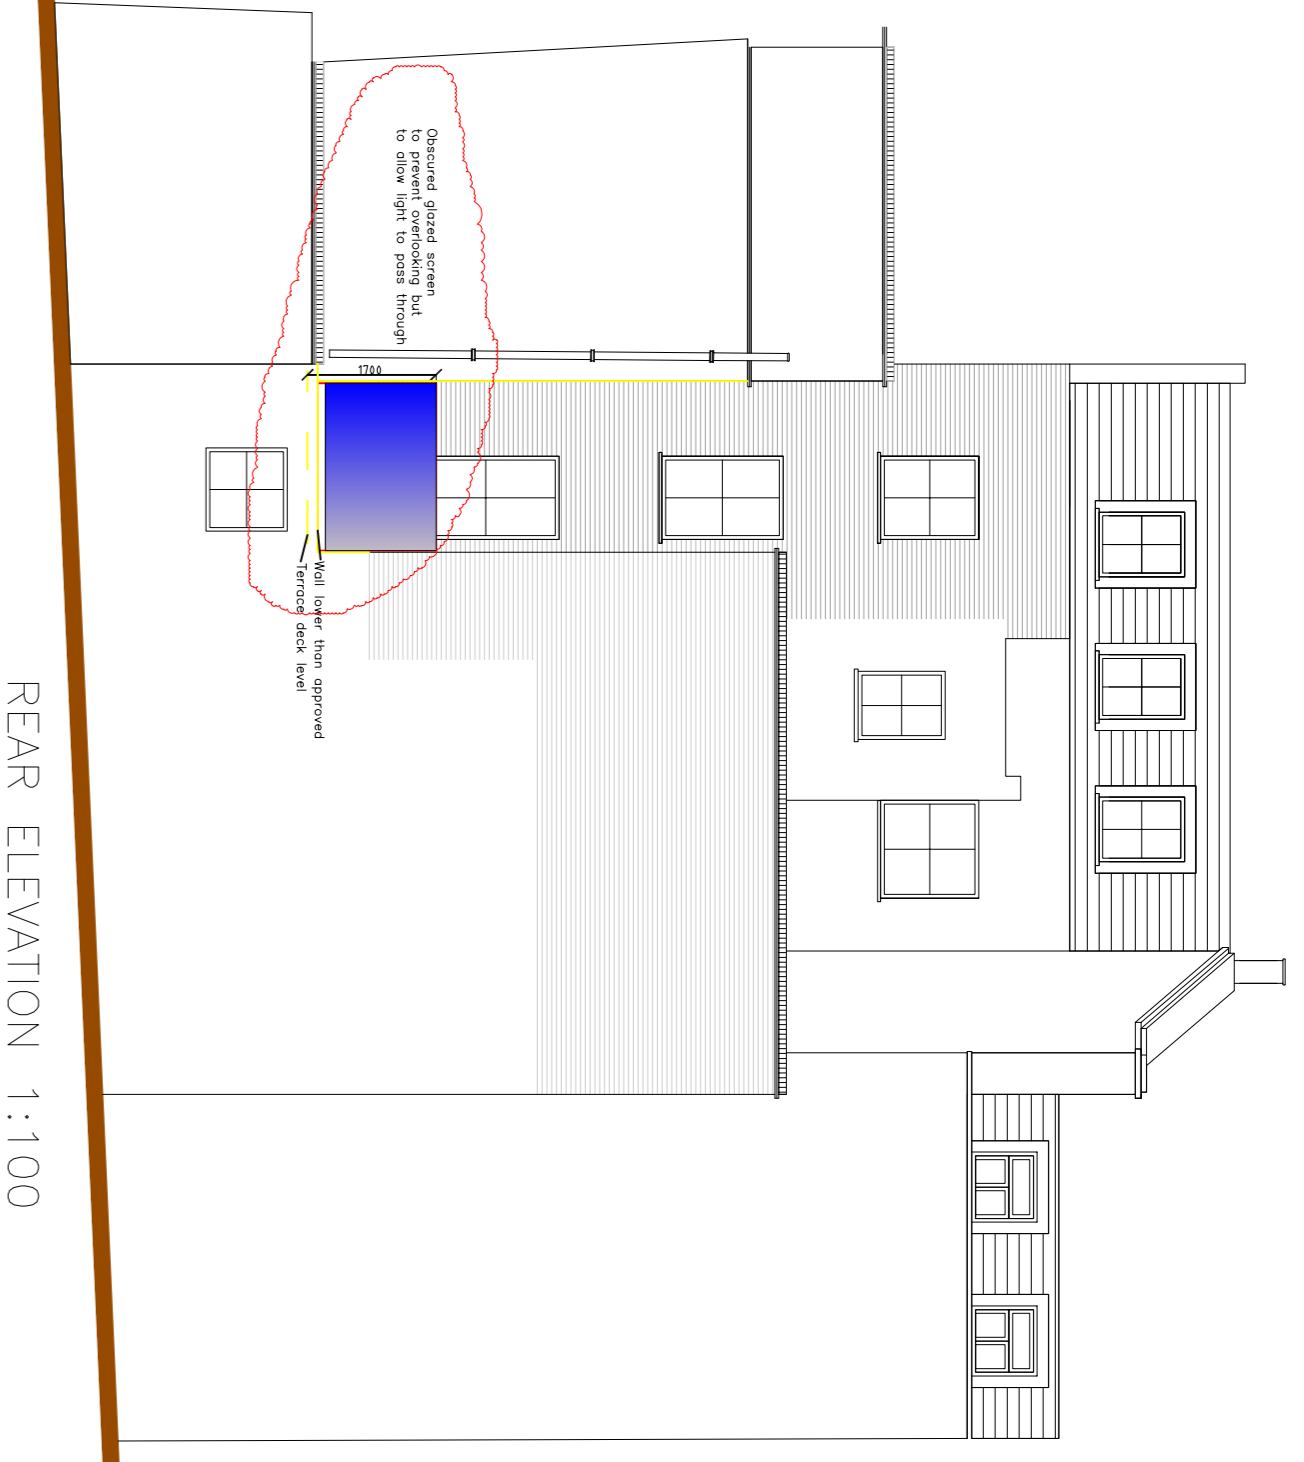 Obscured glazed screen
to prevent overlooking but
to allow light to pass through
1700
Wall lower than approved
Terrace deck level
REAR ELEVATION 1:100